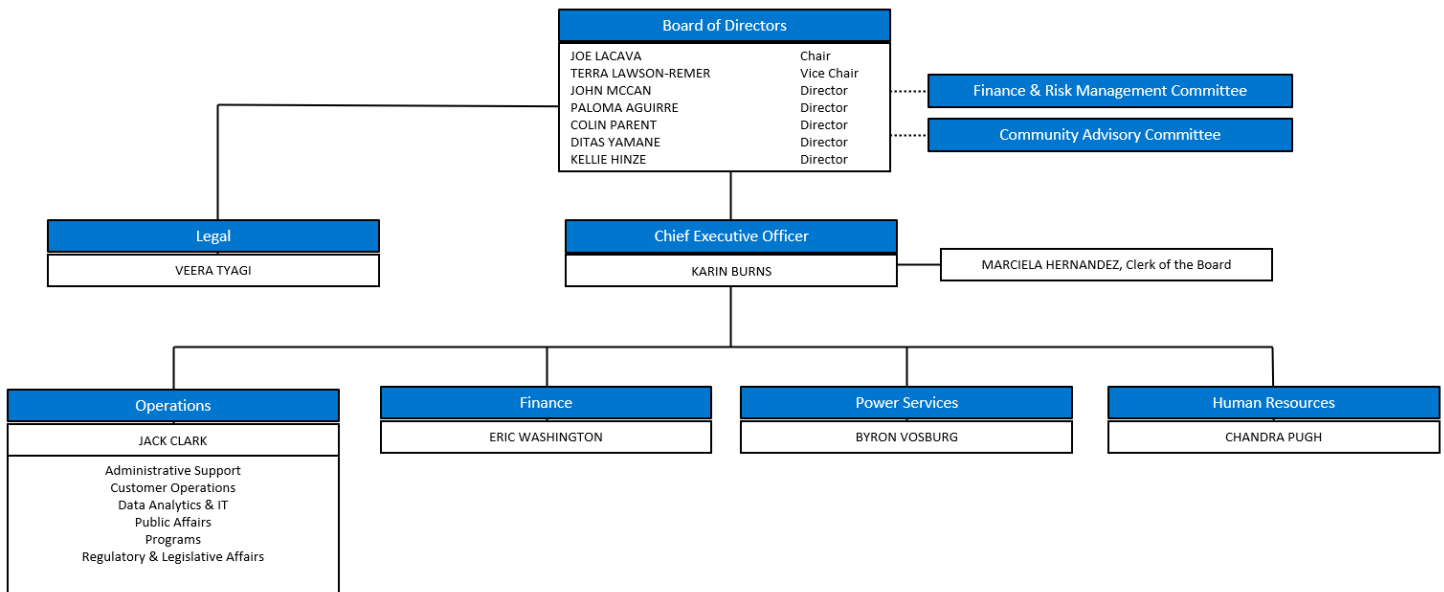 Board of Directors
JOE LACAVA Chair
TERRA LAWSON-REMER Vice Chair
JOHN MCCAN Director
PALOMA AGUIRRE Director
COLIN PARENT Director
DITAS YAMANE Director
KELLIE HINZE Director
Finance & Risk Management Committee
Community Advisory Committee
Legal
VEERA TYAGI
Chief Executive Officer
KARIN BURNS
MARCIELA HERNANDEZ, Clerk of the Board
Operations
JACK CLARK
Administrative Support
Customer Operations
Data Analytics & IT
Public Affairs
Programs
Regulatory & Legislative Affairs
Finance
ERIC WASHINGTON
Power Services
BYRON VOSBURG
Human Resources
CHANDRA PUGH